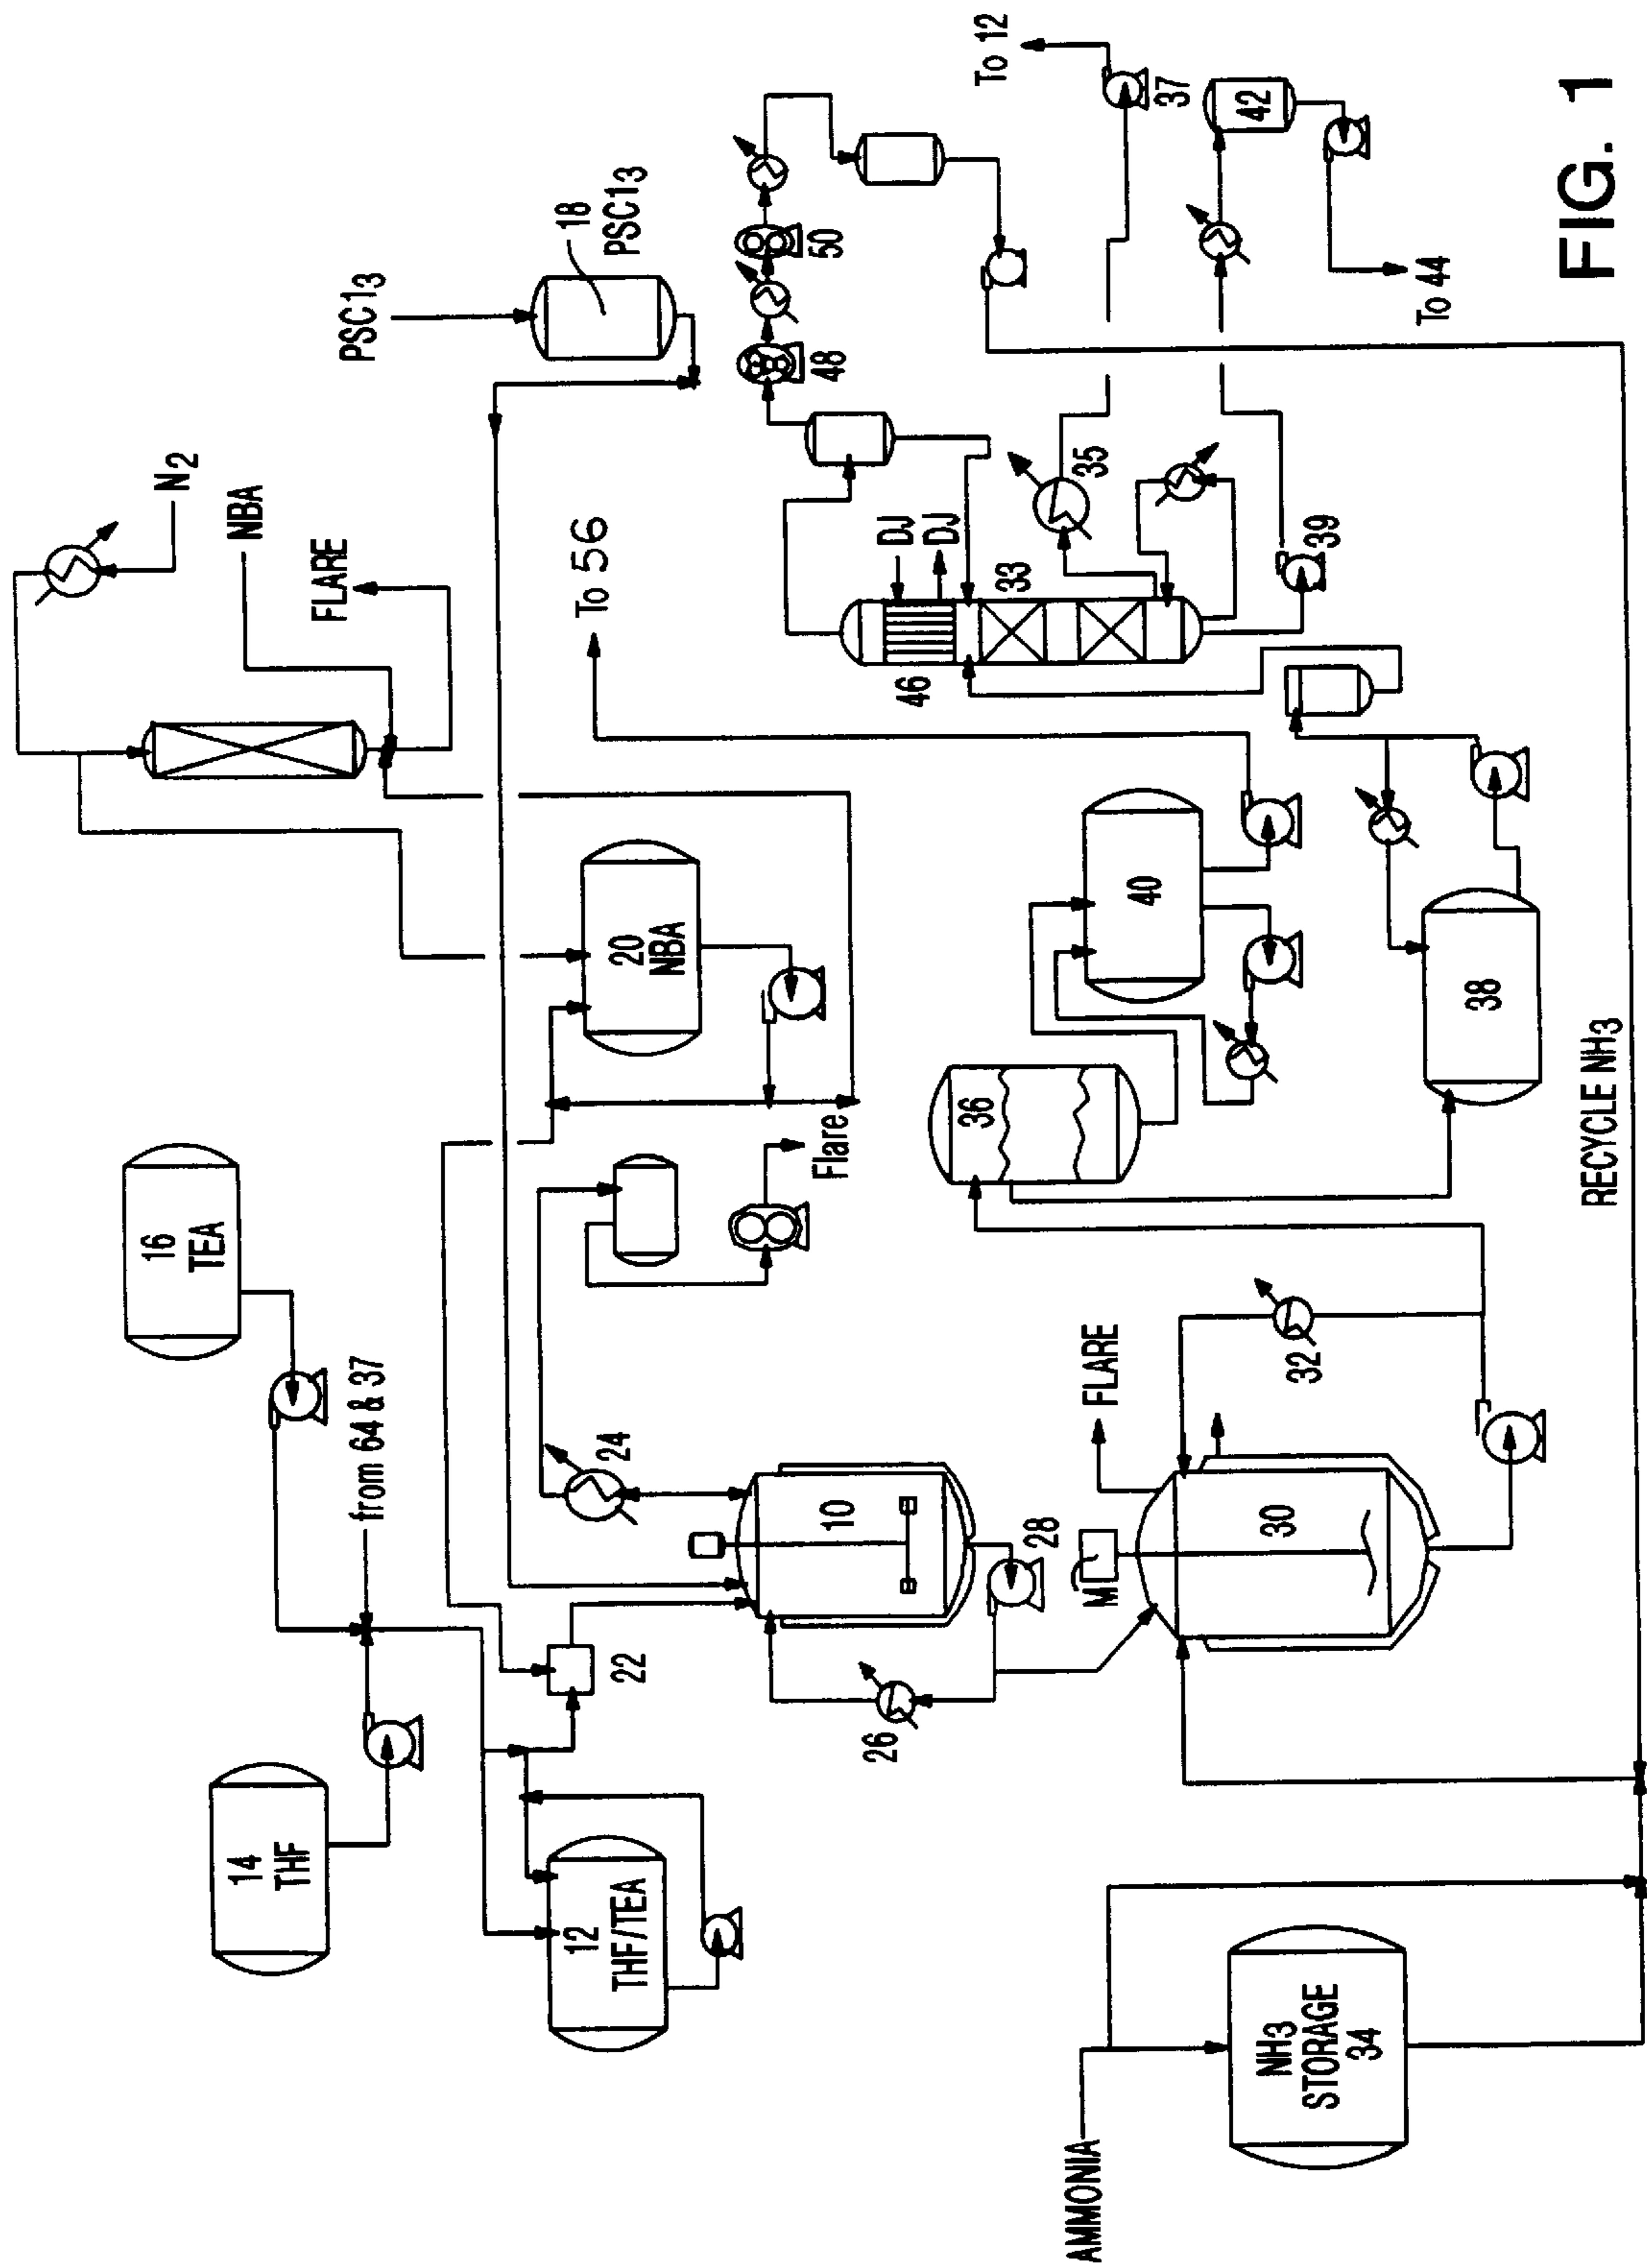 16
TEA
14
THF
from 64 & 37
12
THF/TEA
22
24
10
26
28
20
NBA
Flare
N2
NBA
FLARE
PSC13
18
PSC13
To 56
48
50
DJ
DJ
46
33
35
39
To 12
37
42
To 44
36
40
38
FLARE
M
30
32
AMMONIA
NH3
STORAGE
34
RECYCLE NH3
FIG. 1